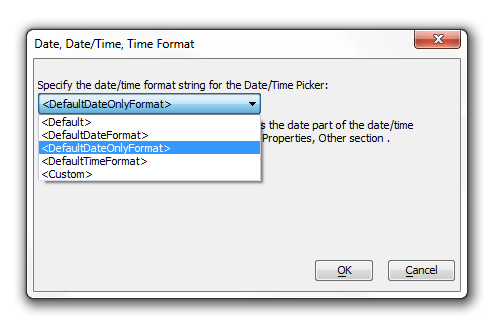 Date, Date/Time, Time Format
Specify the date/time format string for the Date/Time Picker:
<DefaultDateOnlyFormat>
<Default>
s the date part of the date/time
<DefaultDateFormat>
Properties, Other section .
<DefaultDateOnlyFormat>
<DefaultTimeFormat>
<Custom>
OK
Cancel